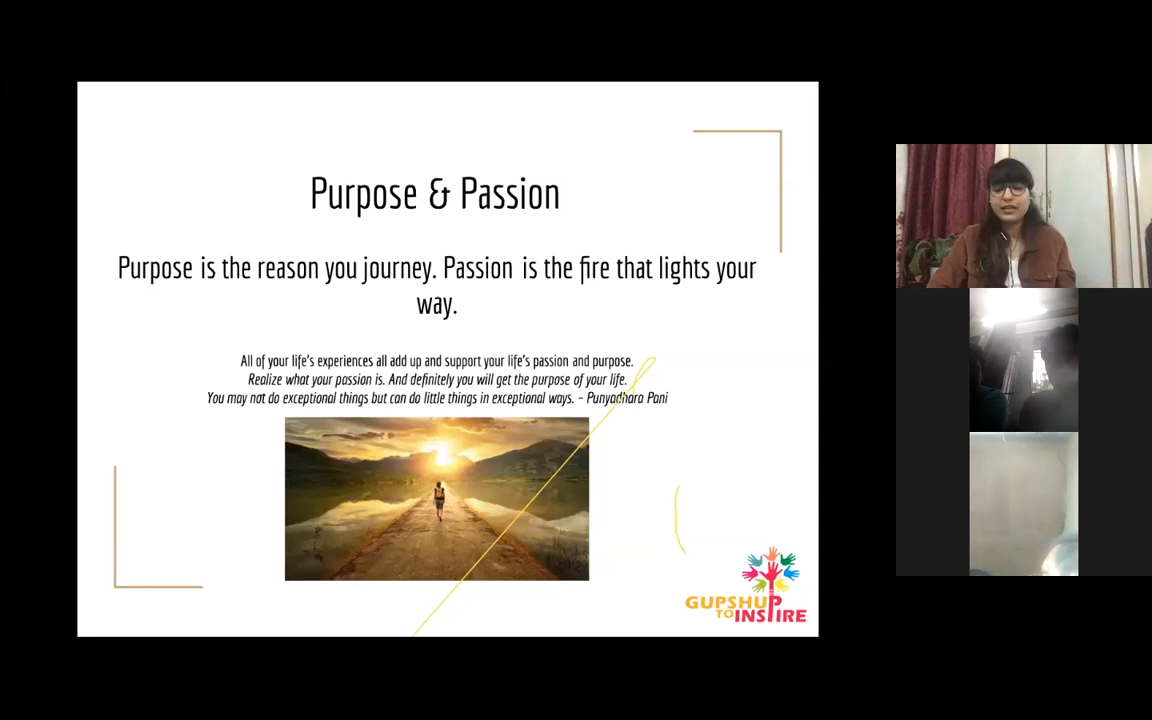 Purpose & Passion
Purpose is the reason you journey. Passion is the fire that lights your
way.
All of your life's experiences all add up and support your life's passion and purpose.
Realize what your passion is. And definitely you will get the purpose of your life.
You may not do exceptional things but can do little things in exceptional ways. - Punyadhara Pani
GUPSHUP
TO INSPIRE